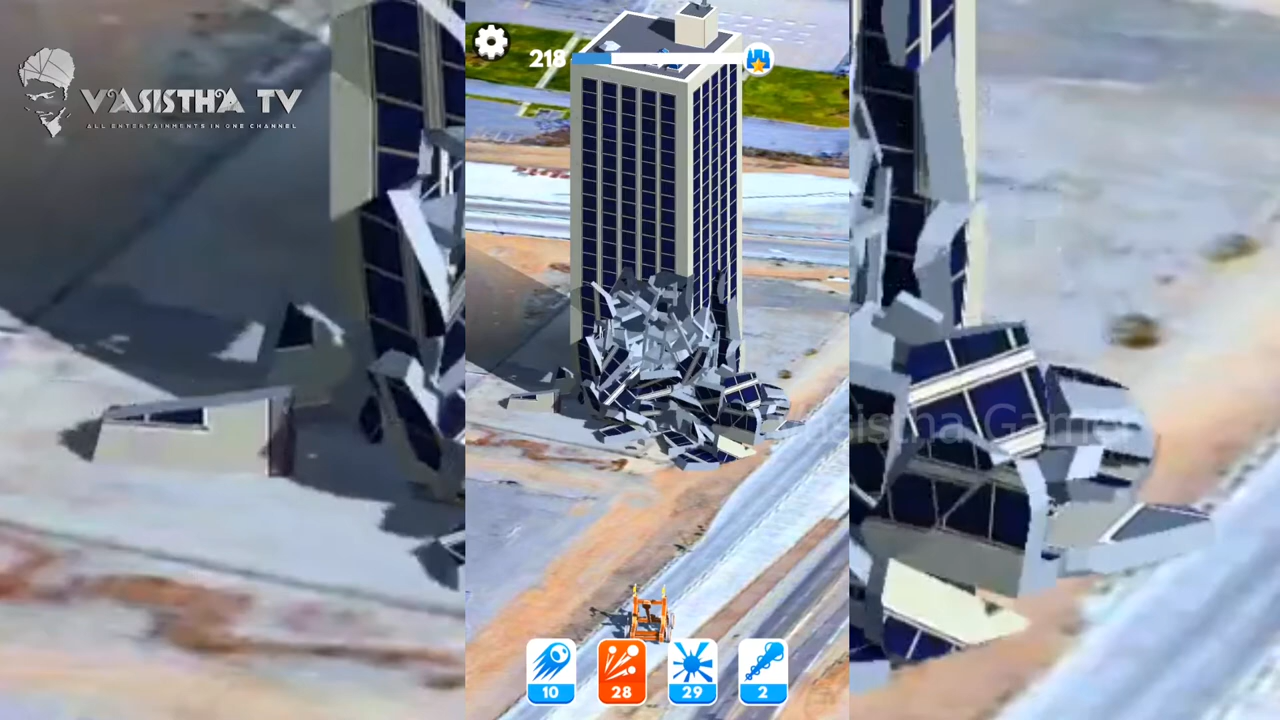 VASISTHA TV
ALL ENTERTAINMENTS IN ONE CHANNEL
218
10
28
29
2